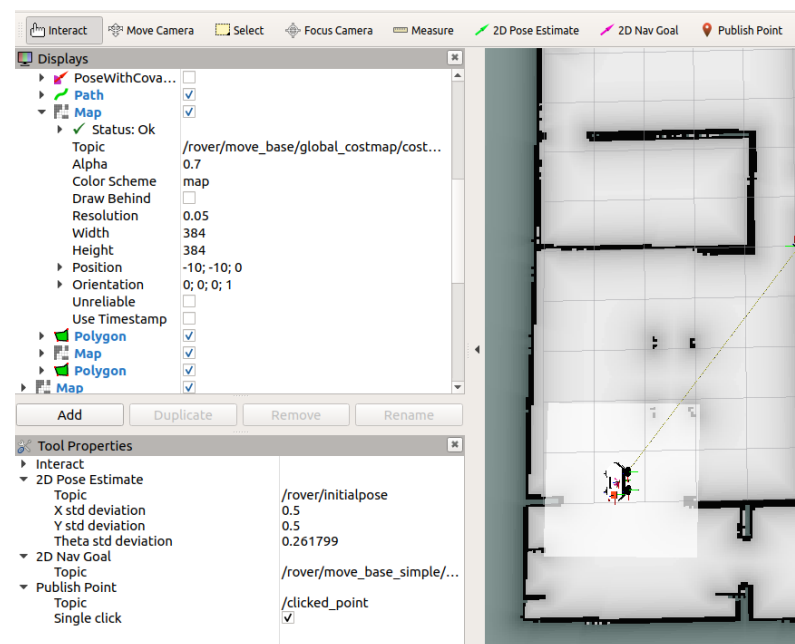 Interact Move Camera Select Focus Camera Measure 2D Pose Estimate 2D Nav Goal Publish Point
Displays
PoseWithCova...
Path
Map
Status: Ok
Topic /rover/move_base/global_costmap/cost...
Alpha 0.7
Color Scheme map
Draw Behind
Resolution 0.05
Width 384
Height 384
Position -10; -10; 0
Orientation 0; 0; 0; 1
Unreliable
Use Timestamp
Polygon
Map
Polygon
Map
Add Duplicate Remove Rename
Tool Properties
Interact
2D Pose Estimate
Topic /rover/initialpose
X std deviation 0.5
Y std deviation 0.5
Theta std deviation 0.261799
2D Nav Goal
Topic /rover/move_base_simple/...
Publish Point
Topic /clicked_point
Single click